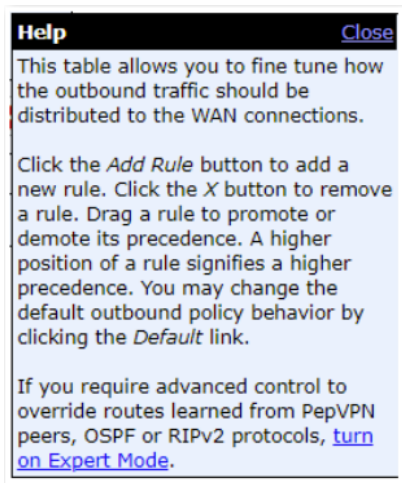 Help Close
This table allows you to fine tune how
the outbound traffic should be
distributed to the WAN connections.
Click the Add Rule button to add a
new rule. Click the X button to remove
a rule. Drag a rule to promote or
demote its precedence. A higher
position of a rule signifies a higher
precedence. You may change the
default outbound policy behavior by
clicking the Default link.
If you require advanced control to
override routes learned from PepVPN
peers, OSPF or RIPv2 protocols, turn
on Expert Mode.